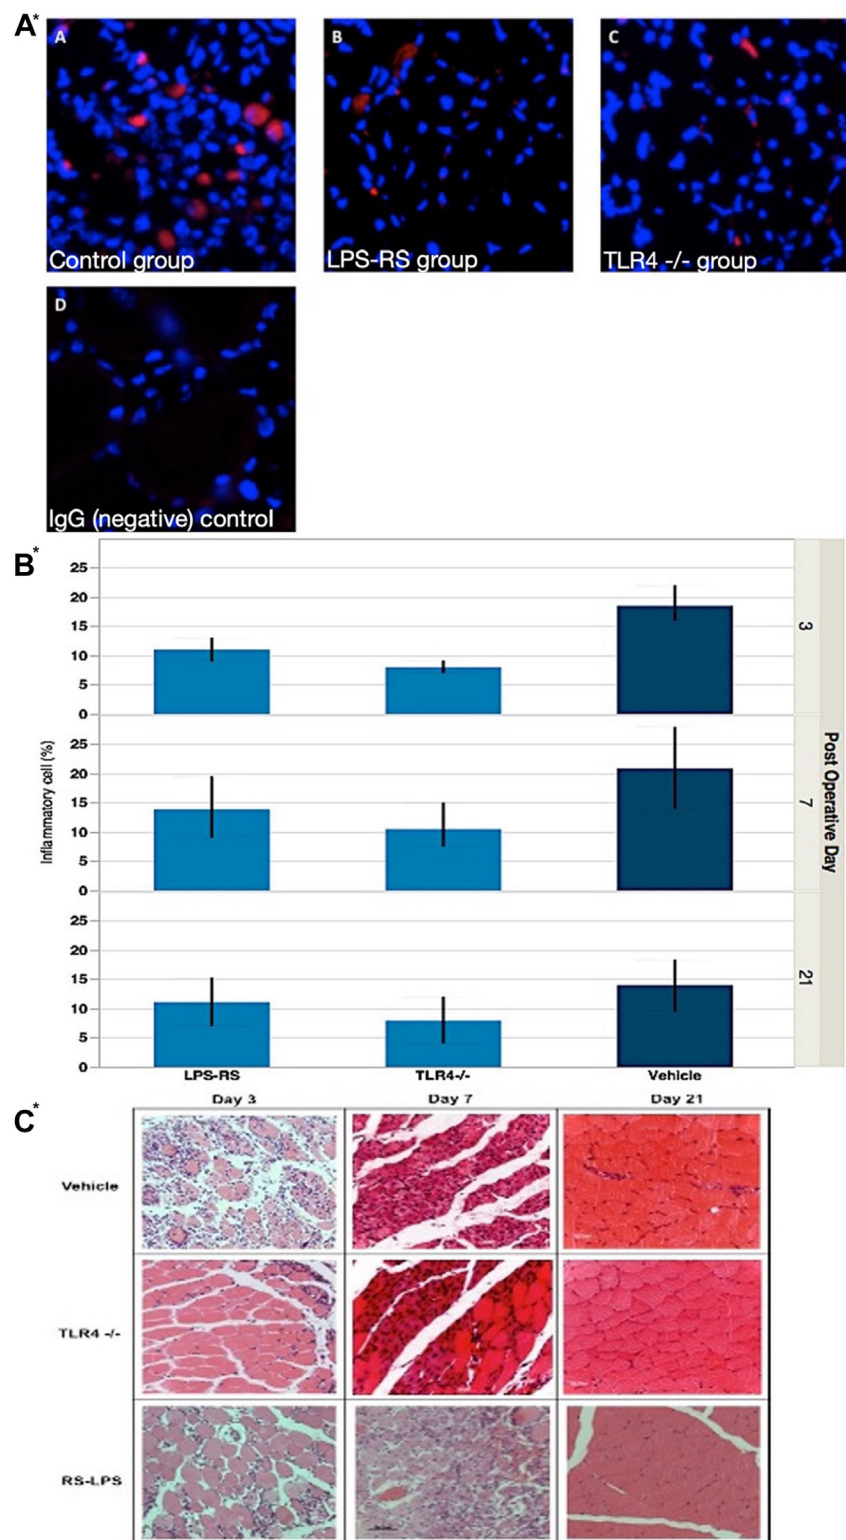 A*
A
B
C
Control group
LPS-RS group
TLR4 -/- group
D
IgG (negative) control
B*
Inflammatory cell (%)
25
20
15
10
5
0
3
25
20
15
10
5
0
7
25
20
15
10
5
0
21
Post Operative Day
LPS-RS
TLR4-/-
Vehicle
C*
Day 3
Day 7
Day 21
Vehicle
TLR4 -/-
RS-LPS